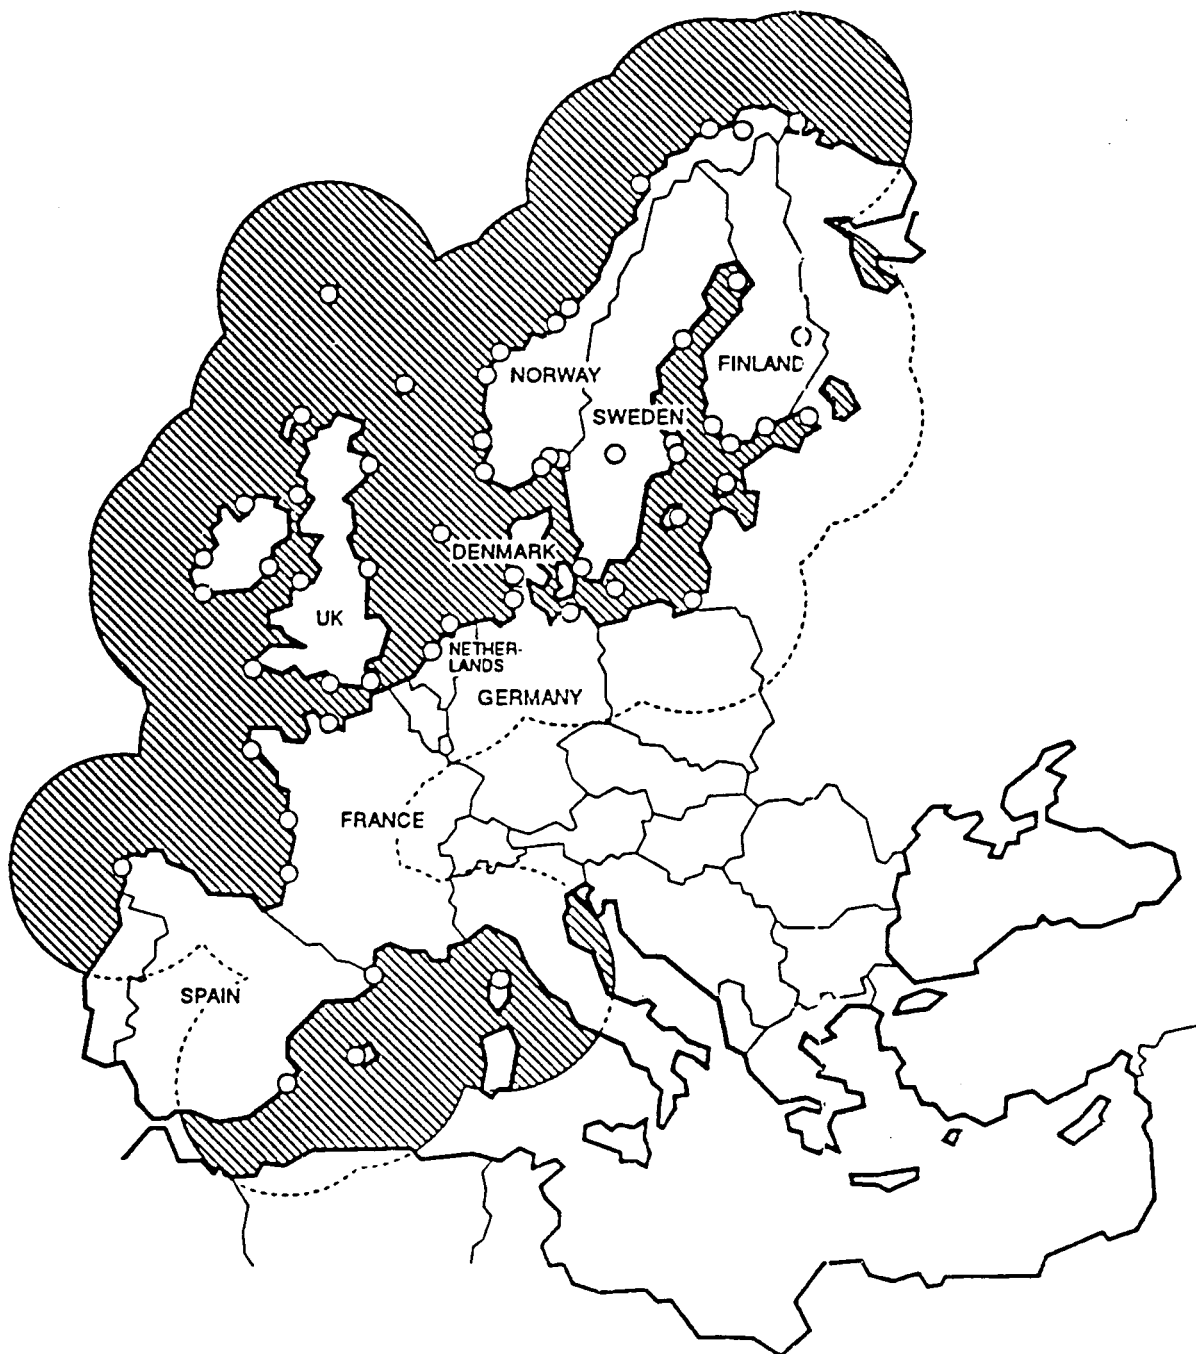 NORWAY
FINLAND
SWEDEN
DENMARK
UK
NETHER-
LANDS
GERMANY
FRANCE
SPAIN